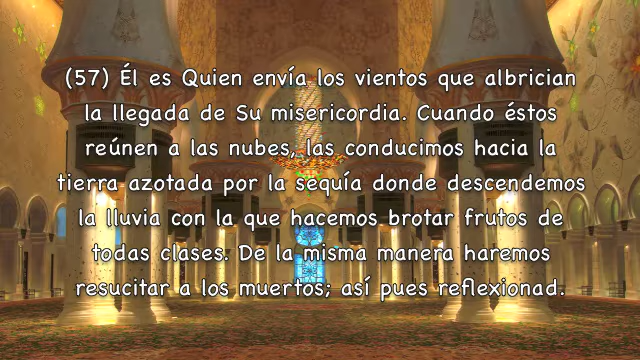 (57) Él es Quien envía los vientos que albrician
la llegada de Su misericordia. Cuando éstos
reúnen a las nubes, las conducimos hacia la
tierra azotada por la sequía donde descendemos
la lluvia con la que hacemos brotar frutos de
todas clases. De la misma manera haremos
resucitar a los muertos; así pues reflexionad.